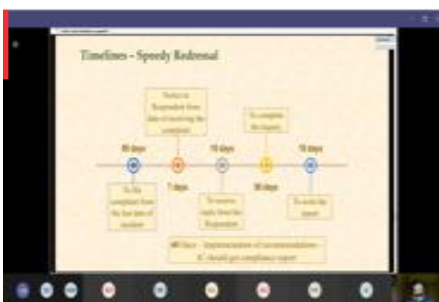 Timelines - Speedy Redressal
Notice to
Respondent from
date of receiving the
complaint
To complete
the inquiry
90 days
10 days
10 days
7 days
90 days
To file
complaint from
the last date of
incident
To receive
reply from the
Respondent
To write the
report
Days - Implementation of recommendations -
IC should get compliance report